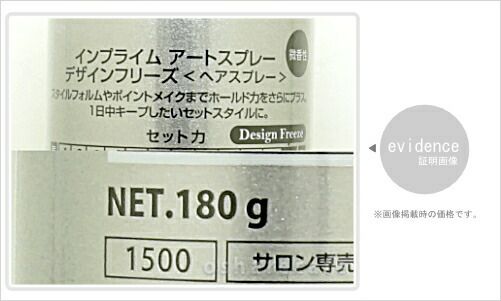 インプライム アートスプレー
デザインフリーズ<ヘアスプレー>
微香性
スタイルフォルムやポイントメイクまでホールド力をさらにプラス。
1日中キープしたいセットスタイルに。
セット力 Design Freeze
NET.180 g
1500 サロン専売
evidence
証明画像
※画像掲載時の価格です。